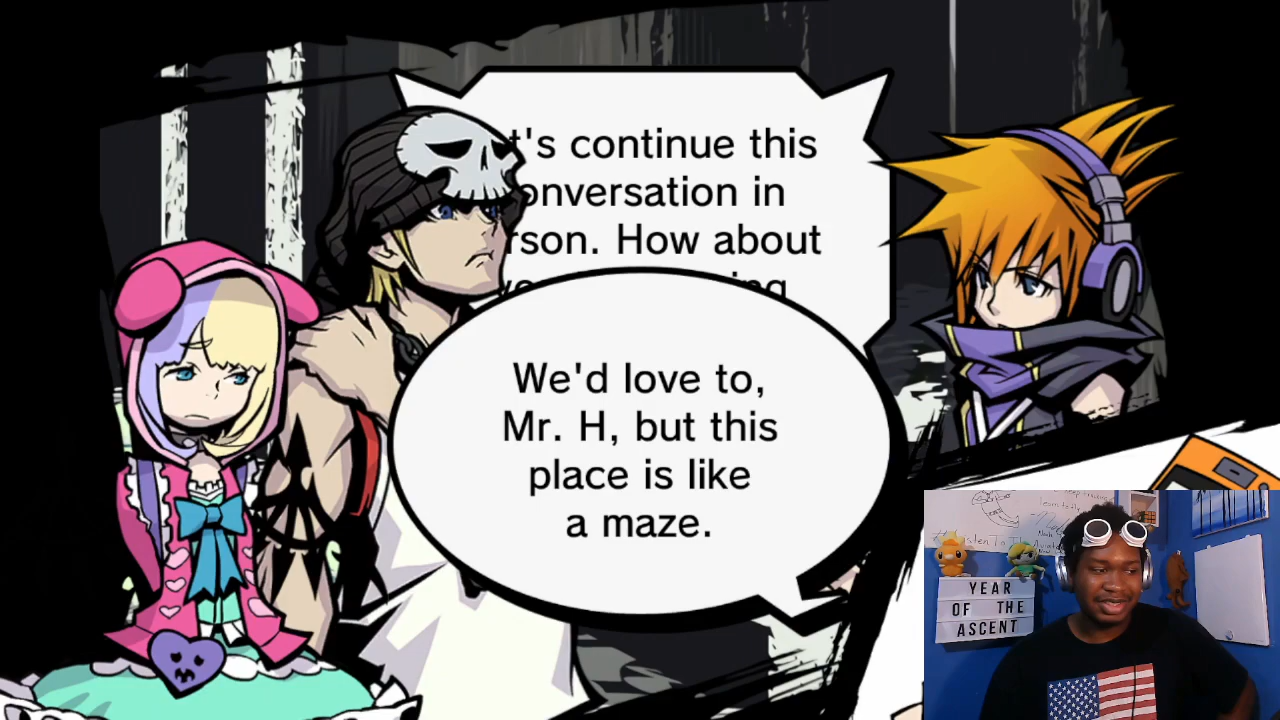 t's continue this
onversation in
rson. How about
We'd love to,
Mr. H, but this
place is like
a maze.
YEAR
OF THE
ASCENT